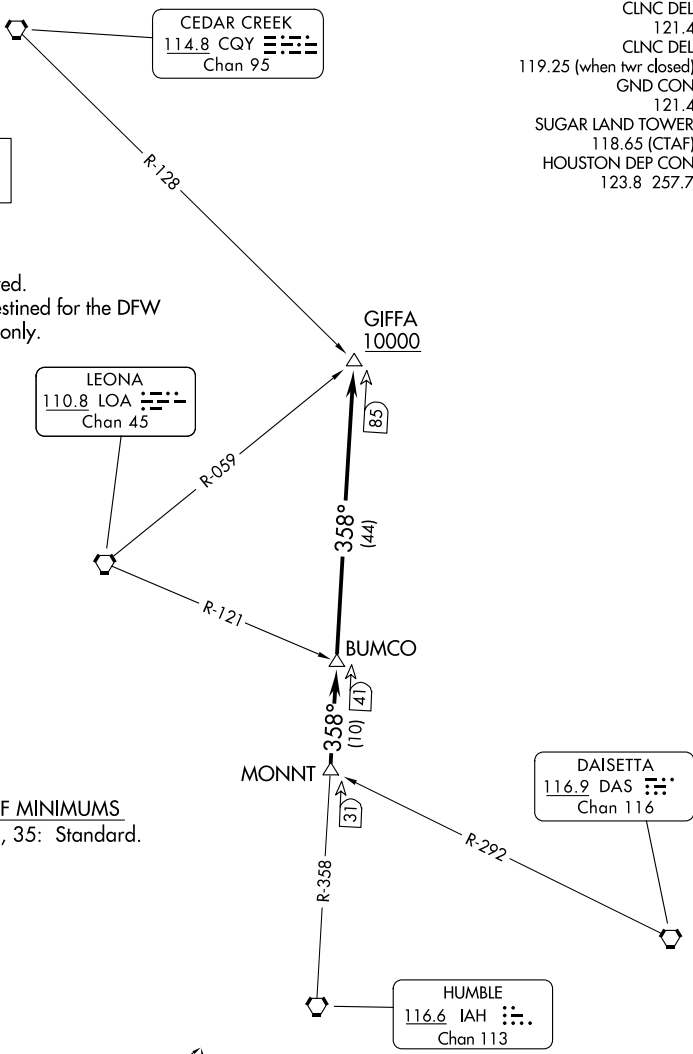 CEDAR CREEK
114.8 CQY
Chan 95
CLNC DEL
121.4
CLNC DEL
119.25 (when twr closed)
GND CON
121.4
SUGAR LAND TOWER
118.65 (CTAF)
HOUSTON DEP CON
123.8 257.7
R-128
only.
for the DFW
GIFFA
10000
LEONA
110.8 LOA
Chan 45
85
R-059
358°
(44)
R-121
BUMCO
41
358°
(10)
MONNT
31
DAISETTA
116.9 DAS
Chan 116
MINIMUMS
, 35: Standard.
R-292
R-358
HUMBLE
116.6 IAH
Chan 113